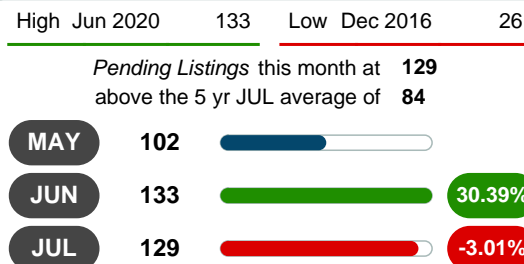 High Jun 2020 133 Low Dec 2016 26
Pending Listings this month at 129
above the 5 yr JUL average of 84
MAY 102
JUN 133 30.39%
JUL 129 -3.01%